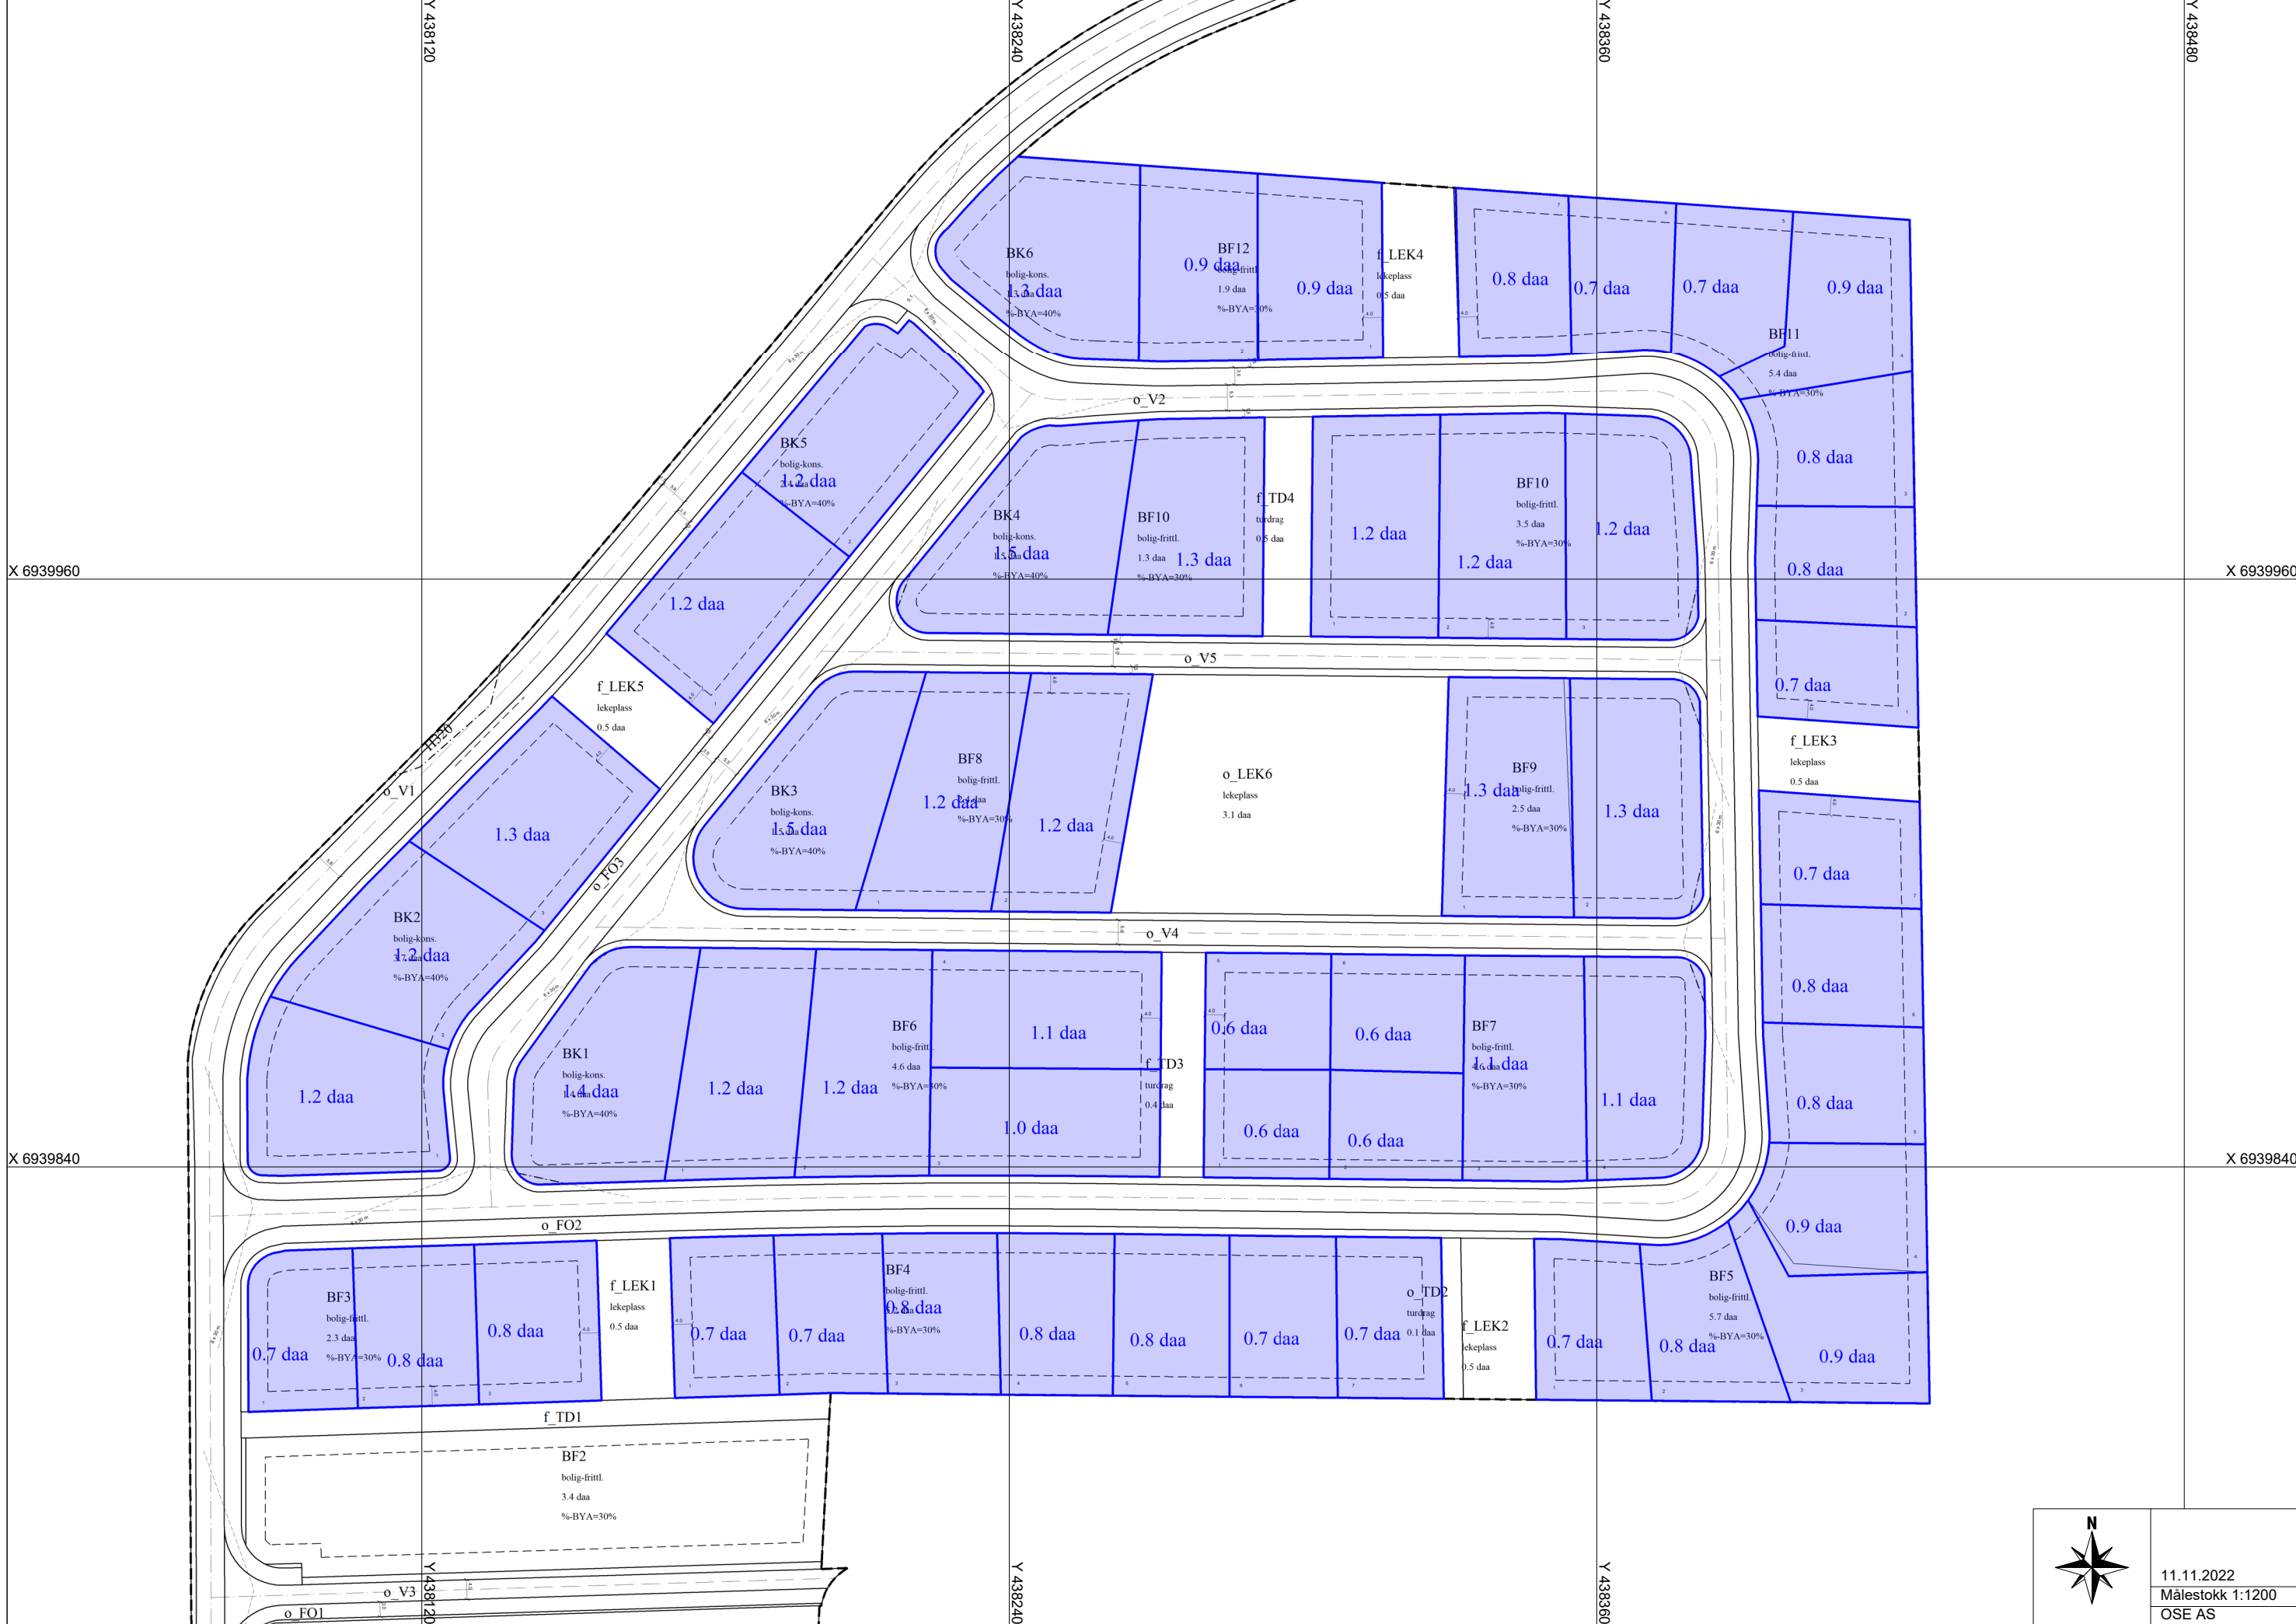 Y 438120
Y 438240
Y 438360
Y 438480
BK6
bolig-kons.
1.3 daa
%-BYA=40%
BF12
0.9 daa
1.9 daa
%-BYA=30%
0.9 daa
f_LEK4
lekeplass
0.5 daa
0.8 daa
0.7 daa
0.7 daa
0.9 daa
BF11
bolig-frittl.
5.4 daa
%-BYA=30%
o_V2
BK5
bolig-kons.
1.2 daa
%-BYA=40%
0.8 daa
BK4
bolig-kons.
1.5 daa
%-BYA=40%
BF10
bolig-frittl.
1.3 daa
1.3 daa
%-BYA=30%
f_TD4
turdrag
0.5 daa
1.2 daa
1.2 daa
BF10
bolig-frittl.
3.5 daa
%-BYA=30%
1.2 daa
X 6939960
X 6939960
0.8 daa
1.2 daa
o_V5
f_LEK5
lekeplass
0.5 daa
0.7 daa
o_V1
f_LEK3
lekeplass
0.5 daa
BF8
bolig-frittl.
1.2 daa
%-BYA=30%
1.2 daa
o_LEK6
lekeplass
3.1 daa
BF9
bolig-frittl.
1.3 daa
2.5 daa
%-BYA=30%
1.3 daa
BK3
bolig-kons.
1.5 daa
%-BYA=40%
1.3 daa
o_FO3
0.7 daa
BK2
bolig-kons.
1.2 daa
%-BYA=40%
o_V4
0.8 daa
1.2 daa
BK1
bolig-kons.
1.4 daa
%-BYA=40%
1.2 daa
1.2 daa
BF6
bolig-frittl.
4.6 daa
%-BYA=30%
1.1 daa
1.0 daa
f_TD3
turdrag
0.4 daa
0.6 daa
0.6 daa
0.6 daa
0.6 daa
BF7
bolig-frittl.
1.1 daa
%-BYA=30%
1.1 daa
0.8 daa
X 6939840
X 6939840
o_FO2
0.9 daa
BF3
bolig-frittl.
2.3 daa
%-BYA=30%
0.7 daa
0.8 daa
0.8 daa
f_LEK1
lekeplass
0.5 daa
0.7 daa
0.7 daa
BF4
bolig-frittl.
0.8 daa
%-BYA=30%
0.8 daa
0.8 daa
0.7 daa
0.7 daa
o_TD2
turdrag
0.1 daa
f_LEK2
lekeplass
0.5 daa
0.7 daa
0.8 daa
BF5
bolig-frittl.
5.7 daa
%-BYA=30%
0.9 daa
f_TD1
BF2
bolig-frittl.
3.4 daa
%-BYA=30%
o_V3
o_FO1
Y 438120
Y 438240
Y 438360
N
11.11.2022
Målestokk 1:1200
OSE AS